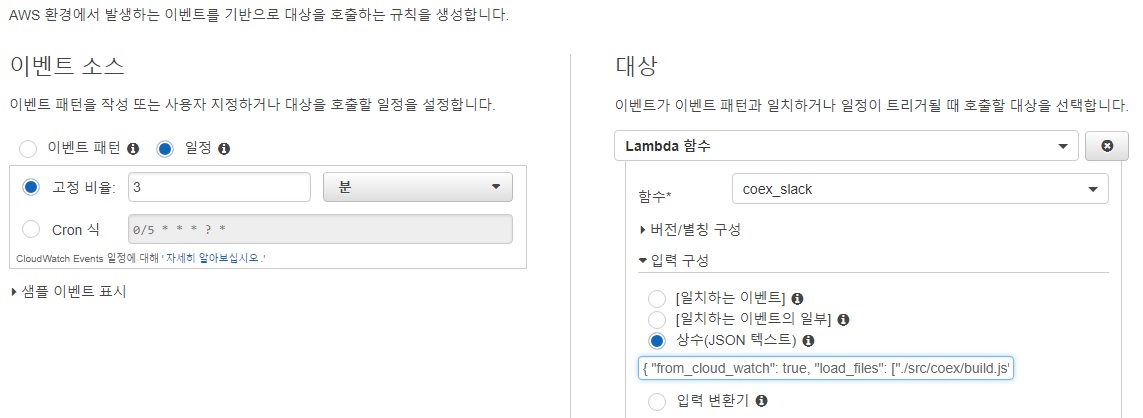 AWS 환경에서 발생하는 이벤트를 기반으로 대상을 호출하는 규칙을 생성합니다.
이벤트 소스
이벤트 패턴을 작성 또는 사용자 지정하거나 대상을 호출할 일정을 설정합니다.
이벤트 패턴 일정
고정 비율: 3 분
Cron 식 0/5 * * * ? *
CloudWatch Events 일정에 대해 ' 자세히 알아보십시오 .'
샘플 이벤트 표시
대상
이벤트가 이벤트 패턴과 일치하거나 일정이 트리거될 때 호출할 대상을 선택합니다.
Lambda 함수
함수* coex_slack
버전/별칭 구성
입력 구성
[일치하는 이벤트]
[일치하는 이벤트의 일부]
상수(JSON 텍스트)
{ "from_cloud_watch": true, "load_files": ["./src/coex/build.js"
입력 변환기